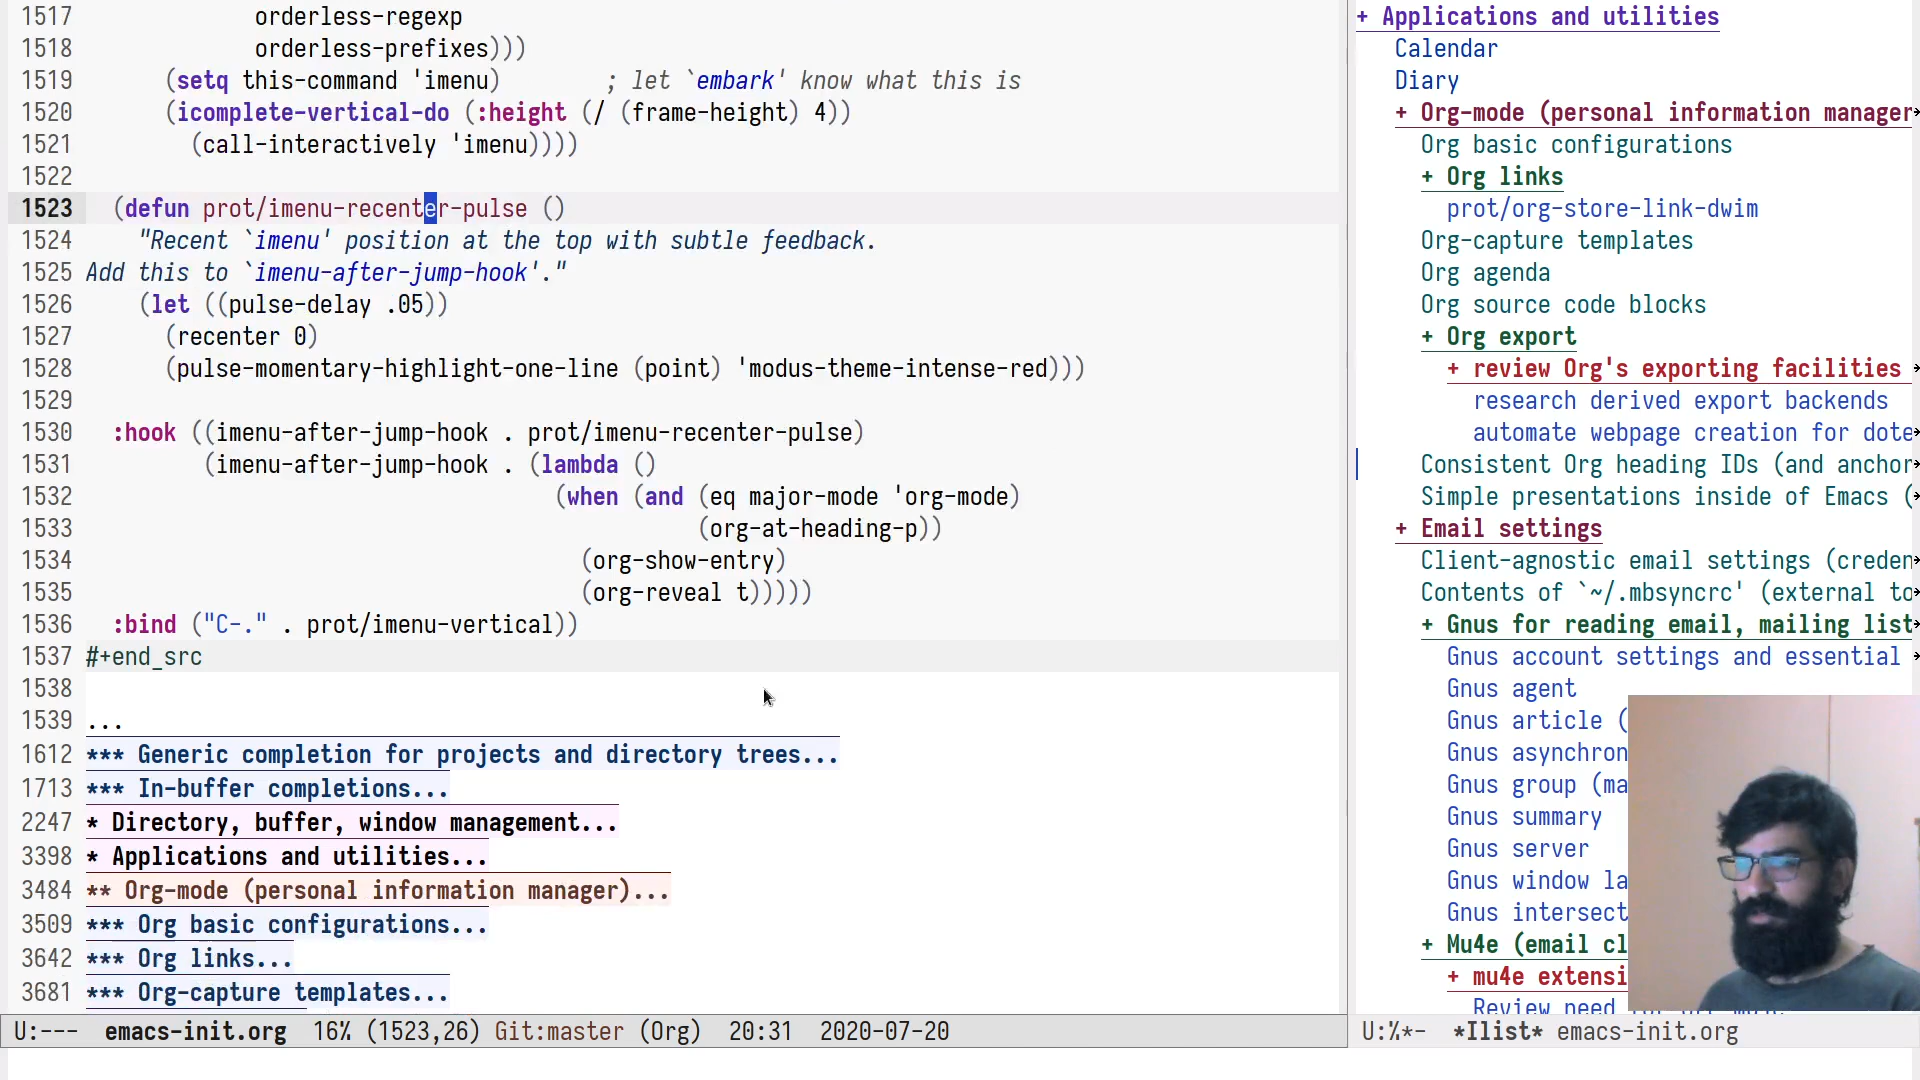 1517 orderless-regexp
1518 orderless-prefixes)))
1519 (setq this-command 'imenu) ; let `embark' know what this is
1520 (icomplete-vertical-do (:height (/ (frame-height) 4))
1521 (call-interactively 'imenu))))
1522
1523 (defun prot/imenu-recenter-pulse ()
1524 "Recent `imenu' position at the top with subtle feedback.
1525 Add this to `imenu-after-jump-hook'."
1526 (let ((pulse-delay .05))
1527 (recenter 0)
1528 (pulse-momentary-highlight-one-line (point) 'modus-theme-intense-red)))
1529
1530 :hook ((imenu-after-jump-hook . prot/imenu-recenter-pulse)
1531 (imenu-after-jump-hook . (lambda ()
1532 (when (and (eq major-mode 'org-mode)
1533 (org-at-heading-p))
1534 (org-show-entry)
1535 (org-reveal t)))))
1536 :bind ("C-." . prot/imenu-vertical))
1537 #+end_src
1538
1539 ...
1612 *** Generic completion for projects and directory trees...
1713 *** In-buffer completions...
2247 * Directory, buffer, window management...
3398 * Applications and utilities...
3484 ** Org-mode (personal information manager)...
3509 *** Org basic configurations...
3642 *** Org links...
3681 *** Org-capture templates...
U:--- emacs-init.org 16% (1523,26) Git:master (Org) 20:31 2020-07-20
+ Applications and utilities
Calendar
Diary
+ Org-mode (personal information manager
Org basic configurations
+ Org links
prot/org-store-link-dwim
Org-capture templates
Org agenda
Org source code blocks
+ Org export
+ review Org's exporting facilities
research derived export backends
automate webpage creation for dote
Consistent Org heading IDs (and anchor
Simple presentations inside of Emacs (
+ Email settings
Client-agnostic email settings (creden
Contents of `~/.mbsyncrc' (external to
+ Gnus for reading email, mailing list
Gnus account settings and essential
Gnus agent
Gnus article (
Gnus asynchron
Gnus group (ma
Gnus summary
Gnus server
Gnus window la
Gnus intersect
+ Mu4e (email cl
+ mu4e extensi
Review need
U:%*- *Ilist* emacs-init.org